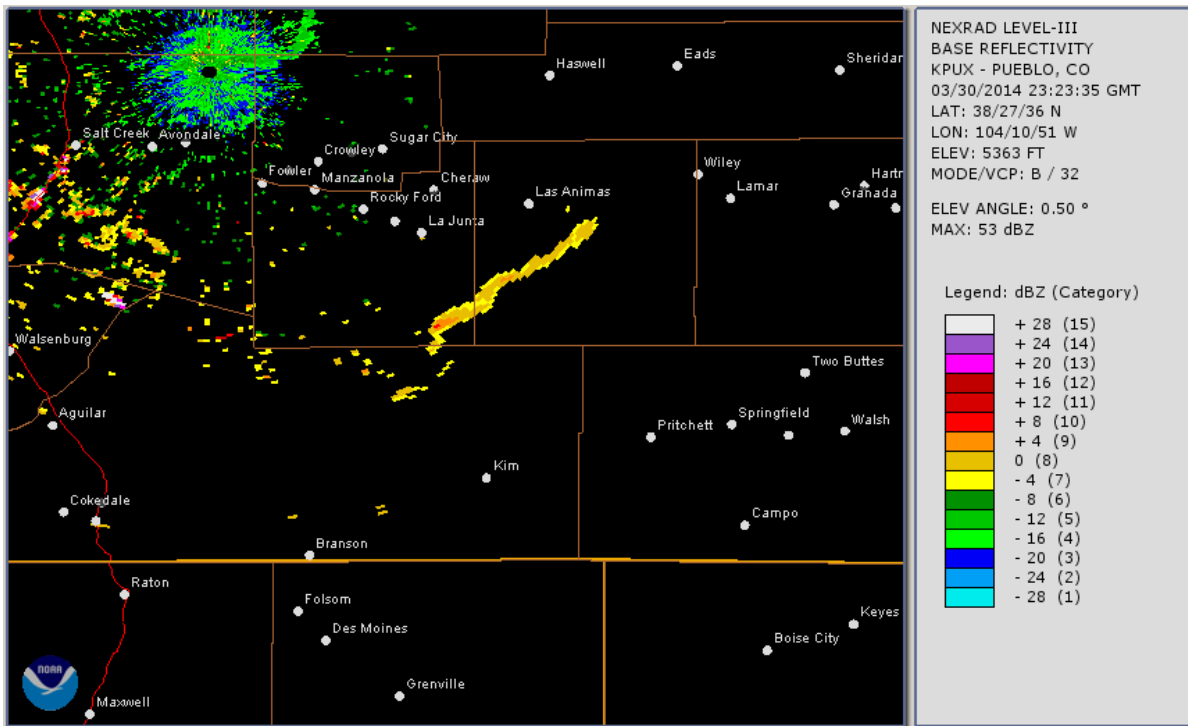 NEXRAD LEVEL-III
BASE REFLECTIVITY
KPUX - PUEBLO, CO
03/30/2014 23:23:35 GMT
LAT: 38/27/36 N
LON: 104/10/51 W
ELEV: 5363 FT
MODE/VCP: B / 32
ELEV ANGLE: 0.50 °
MAX: 53 dBZ
Legend: dBZ (Category)
+ 28 (15)
+ 24 (14)
+ 20 (13)
+ 16 (12)
+ 12 (11)
+ 8 (10)
+ 4 (9)
0 (8)
- 4 (7)
- 8 (6)
- 12 (5)
- 16 (4)
- 20 (3)
- 24 (2)
- 28 (1)
Haswell
Eads
Sheridan
Salt Creek
Avondale
Sugar City
Crowley
Fowler
Manzanola
Cheraw
Rocky Ford
La Junta
Las Animas
Wiley
Lamar
Hartm
Granada
Walsenburg
Two Buttes
Aguilar
Pritchett
Springfield
Walsh
Kim
Cokedale
Campo
Branson
Raton
Folsom
Des Moines
Keyes
Boise City
Grenville
Maxwell
NOAA